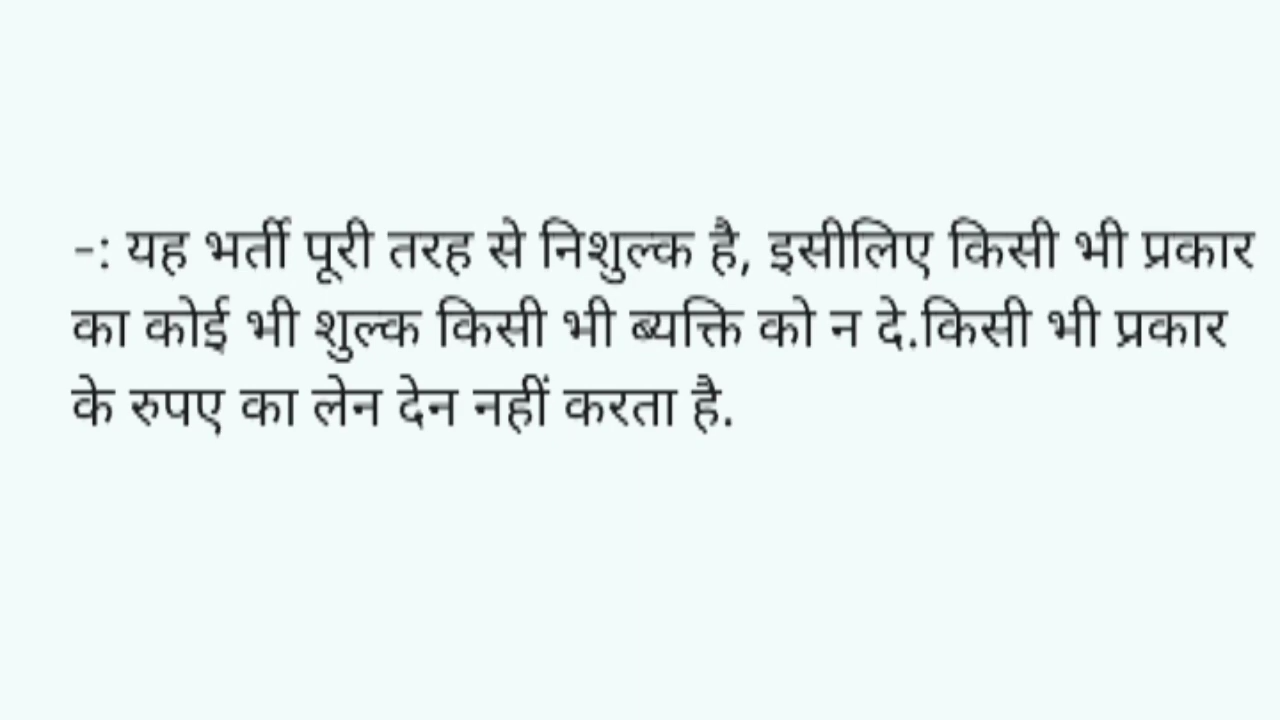 -: यह भर्ती पूरी तरह से निशुल्क है, इसीलिए किसी भी प्रकार
का कोई भी शुल्क किसी भी ब्यक्ति को न दे.किसी भी प्रकार
के रुपए का लेन देन नहीं करता है.